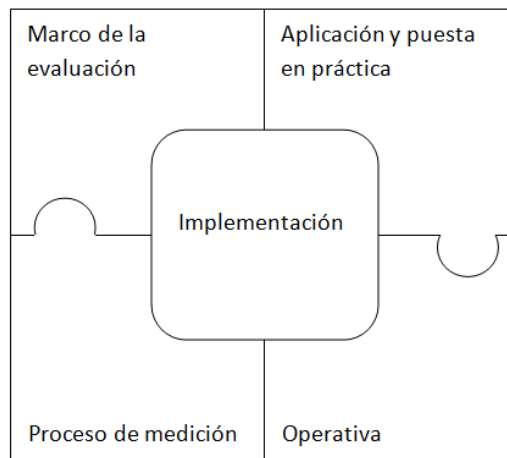 Marco de la
evaluación
Aplicación y puesta
en práctica
Implementación
Proceso de medición
Operativa